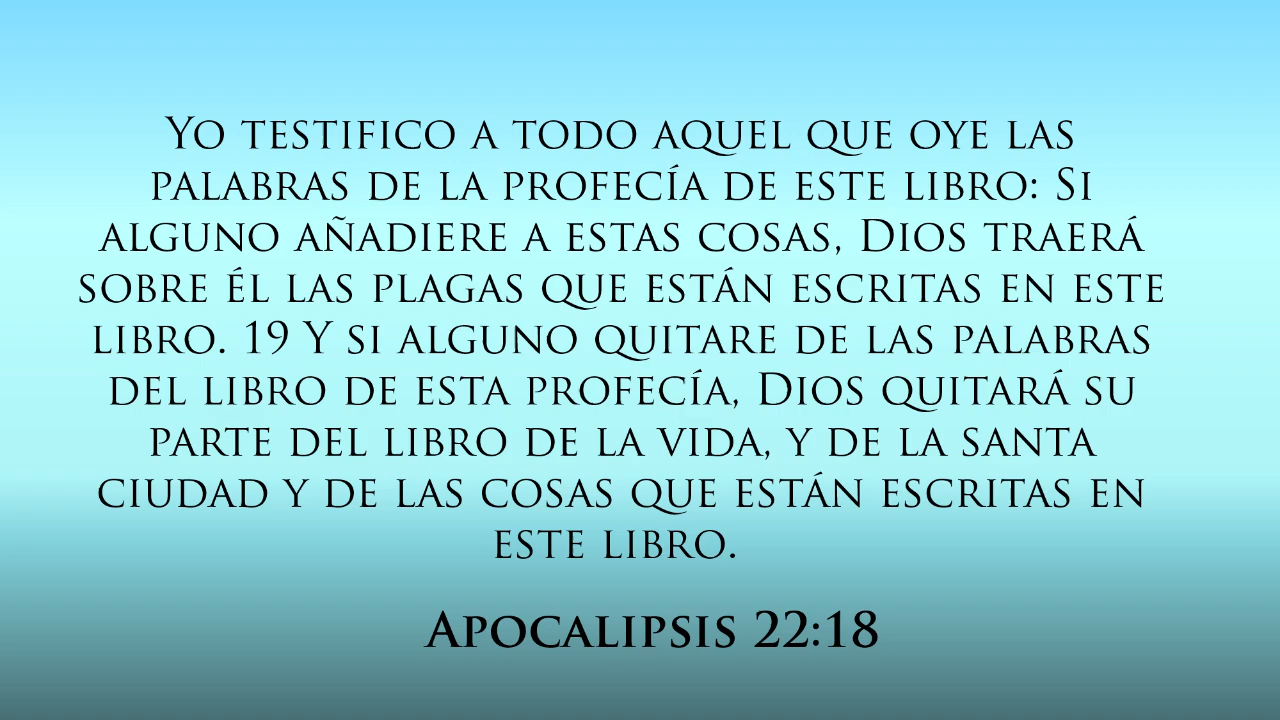 Yo testifico a todo aquel que oye las
palabras de la profecía de este libro: Si
alguno añadiere a estas cosas, Dios traerá
sobre él las plagas que están escritas en este
libro. 19 Y si alguno quitare de las palabras
del libro de esta profecía, Dios quitará su
parte del libro de la vida, y de la santa
ciudad y de las cosas que están escritas en
este libro.
Apocalipsis 22:18